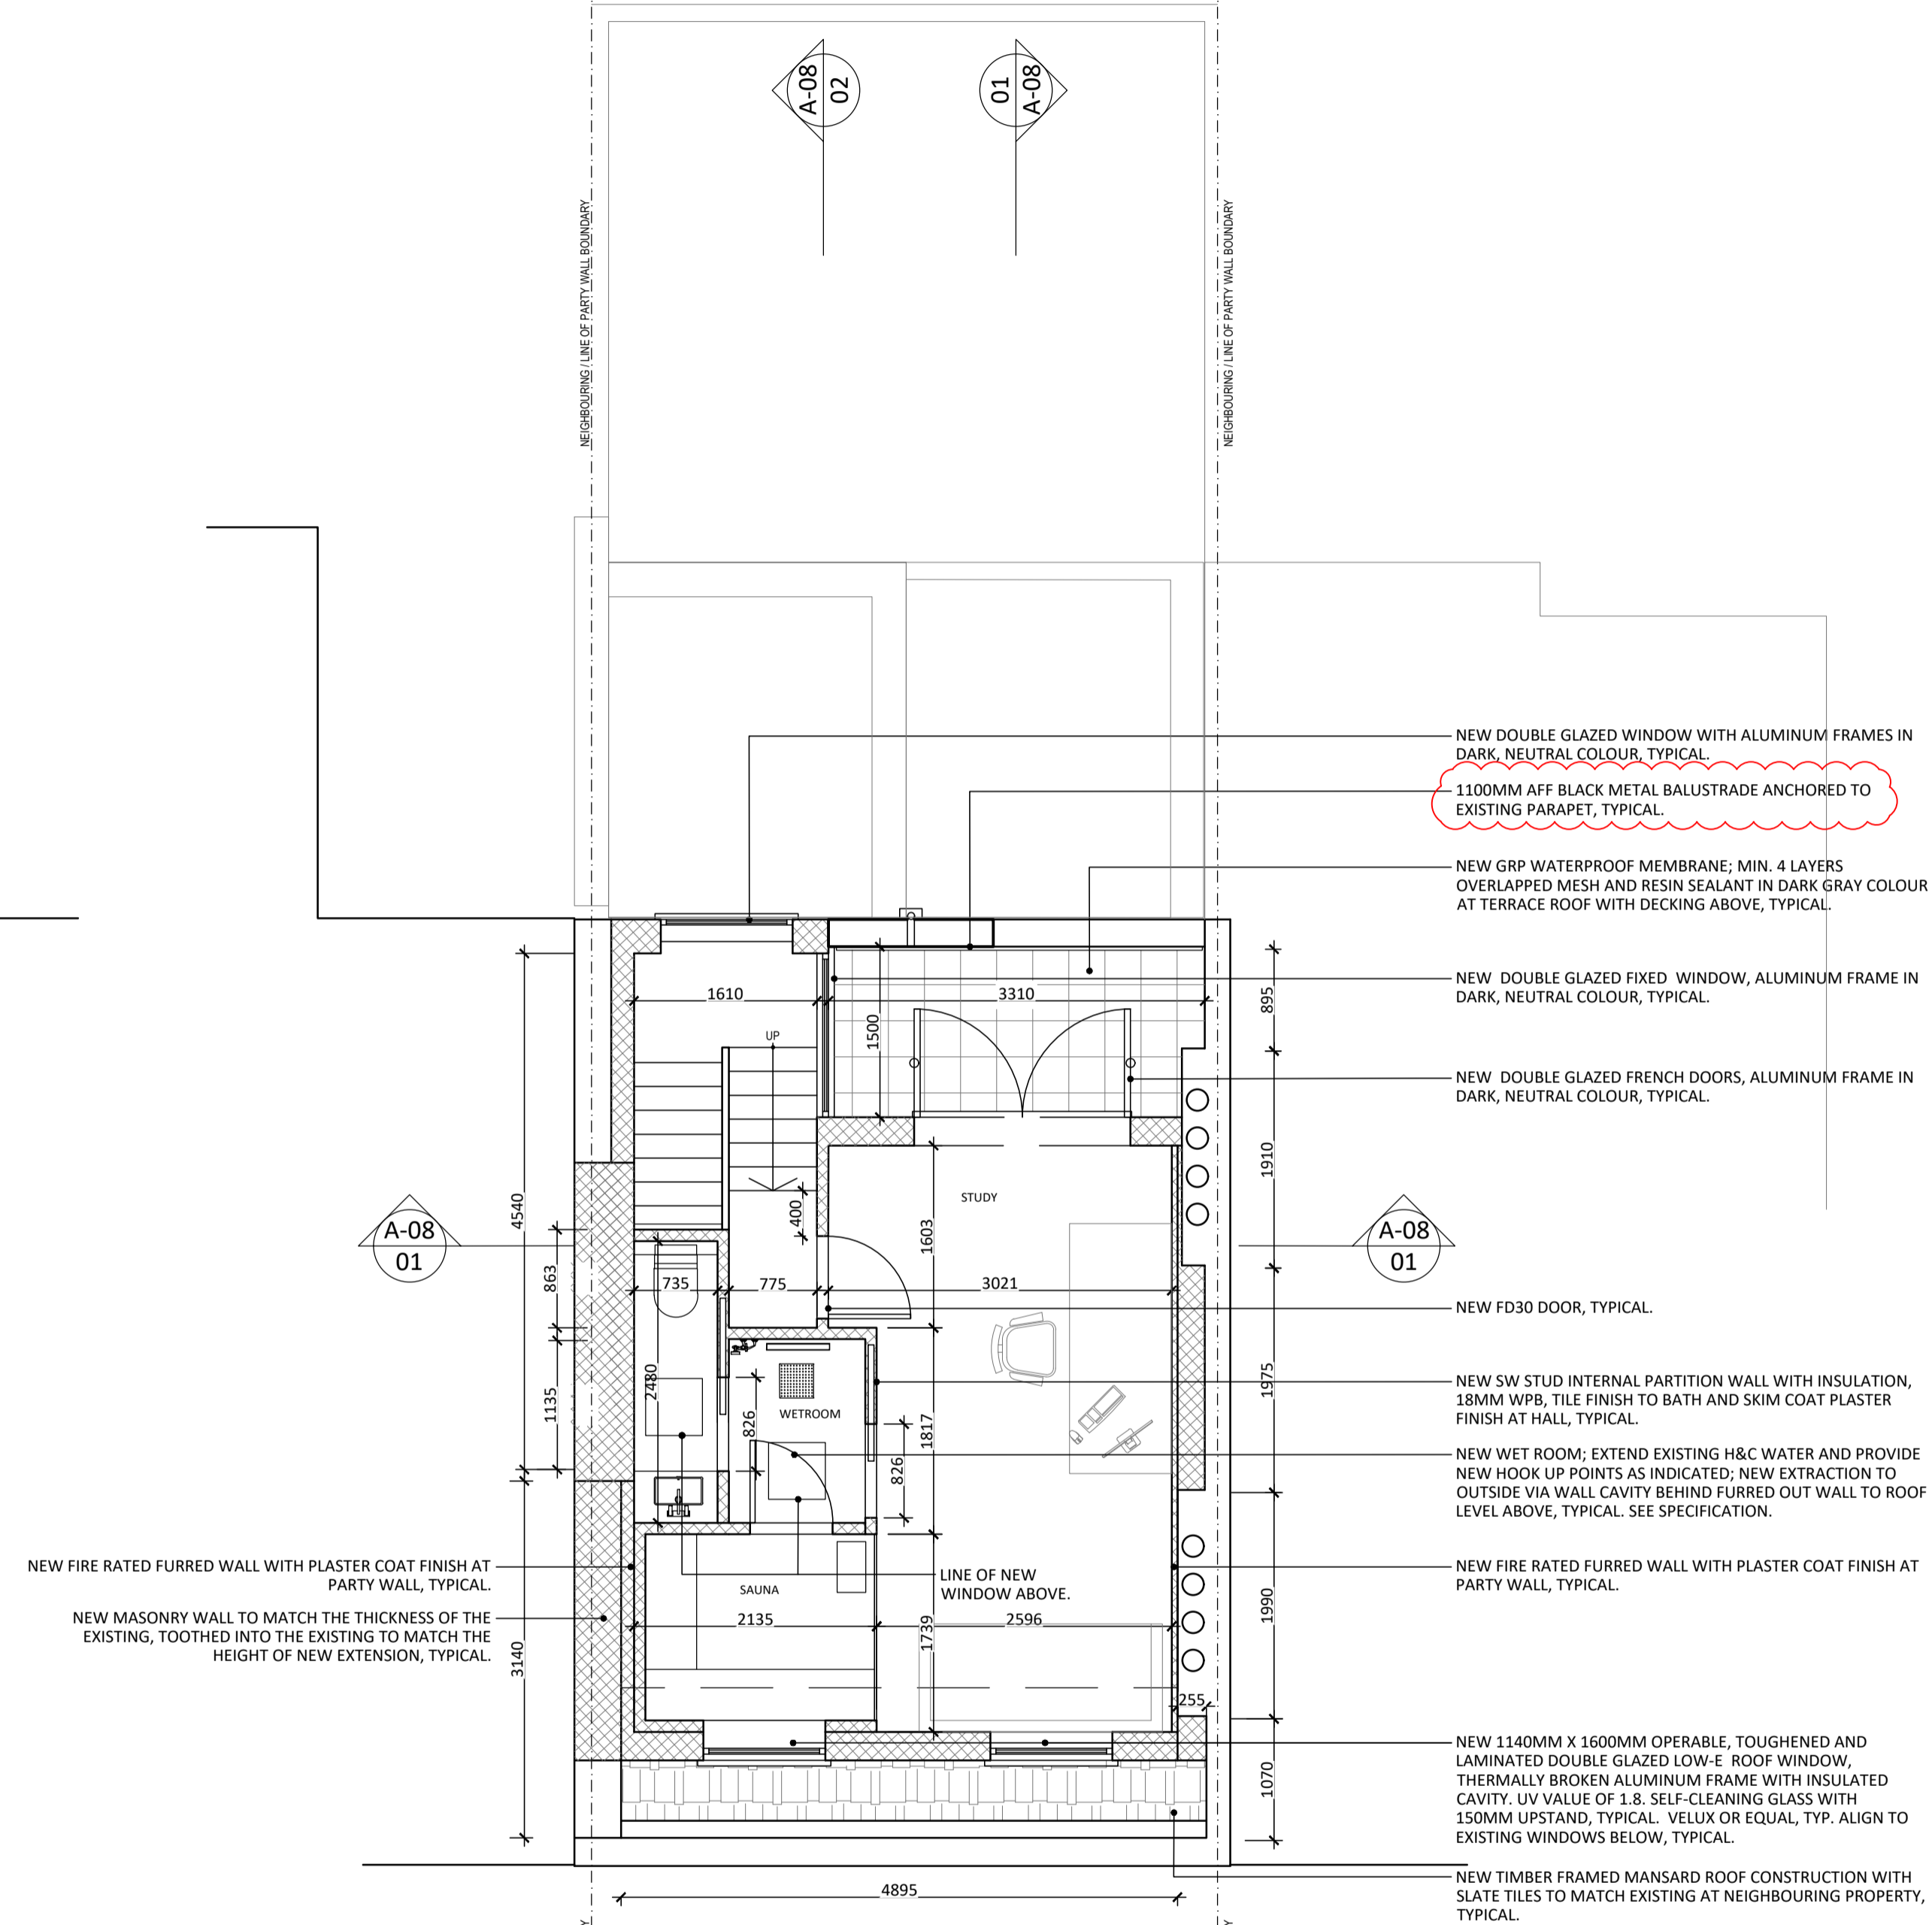 A-08
02
01
A-08
NEIGHBOURING / LINE OF PARTY WALL BOUNDARY
NEIGHBOURING / LINE OF PARTY WALL BOUNDARY
NEW DOUBLE GLAZED WINDOW WITH ALUMINUM FRAMES IN
DARK, NEUTRAL COLOUR, TYPICAL.
1100MM AFF BLACK METAL BALUSTRADE ANCHORED TO
EXISTING PARAPET, TYPICAL.
NEW GRP WATERPROOF MEMBRANE; MIN. 4 LAYERS
OVERLAPPED MESH AND RESIN SEALANT IN DARK GRAY COLOUR
AT TERRACE ROOF WITH DECKING ABOVE, TYPICAL.
NEW DOUBLE GLAZED FIXED WINDOW, ALUMINUM FRAME IN
DARK, NEUTRAL COLOUR, TYPICAL.
NEW DOUBLE GLAZED FRENCH DOORS, ALUMINUM FRAME IN
DARK, NEUTRAL COLOUR, TYPICAL.
1610
3310
895
1500
UP
1910
STUDY
4540
400
1603
A-08
01
A-08
01
863
735
775
3021
NEW FD30 DOOR, TYPICAL.
2480
1135
1975
NEW SW STUD INTERNAL PARTITION WALL WITH INSULATION,
18MM WPB, TILE FINISH TO BATH AND SKIM COAT PLASTER
FINISH AT HALL, TYPICAL.
WETROOM
826
1817
826
NEW WET ROOM; EXTEND EXISTING H&C WATER AND PROVIDE
NEW HOOK UP POINTS AS INDICATED; NEW EXTRACTION TO
OUTSIDE VIA WALL CAVITY BEHIND FURRED OUT WALL TO ROOF
LEVEL ABOVE, TYPICAL. SEE SPECIFICATION.
NEW FIRE RATED FURRED WALL WITH PLASTER COAT FINISH AT
PARTY WALL, TYPICAL.
LINE OF NEW
WINDOW ABOVE.
NEW FIRE RATED FURRED WALL WITH PLASTER COAT FINISH AT
PARTY WALL, TYPICAL.
SAUNA
NEW MASONRY WALL TO MATCH THE THICKNESS OF THE
EXISTING, TOOTHED INTO THE EXISTING TO MATCH THE
HEIGHT OF NEW EXTENSION, TYPICAL.
2135
2596
1739
1990
3140
255
1070
NEW 1140MM X 1600MM OPERABLE, TOUGHENED AND
LAMINATED DOUBLE GLAZED LOW-E ROOF WINDOW,
THERMALLY BROKEN ALUMINUM FRAME WITH INSULATED
CAVITY. UV VALUE OF 1.8. SELF-CLEANING GLASS WITH
150MM UPSTAND, TYPICAL. VELUX OR EQUAL, TYP. ALIGN TO
EXISTING WINDOWS BELOW, TYPICAL.
4895
NEW TIMBER FRAMED MANSARD ROOF CONSTRUCTION WITH
SLATE TILES TO MATCH EXISTING AT NEIGHBOURING PROPERTY,
TYPICAL.